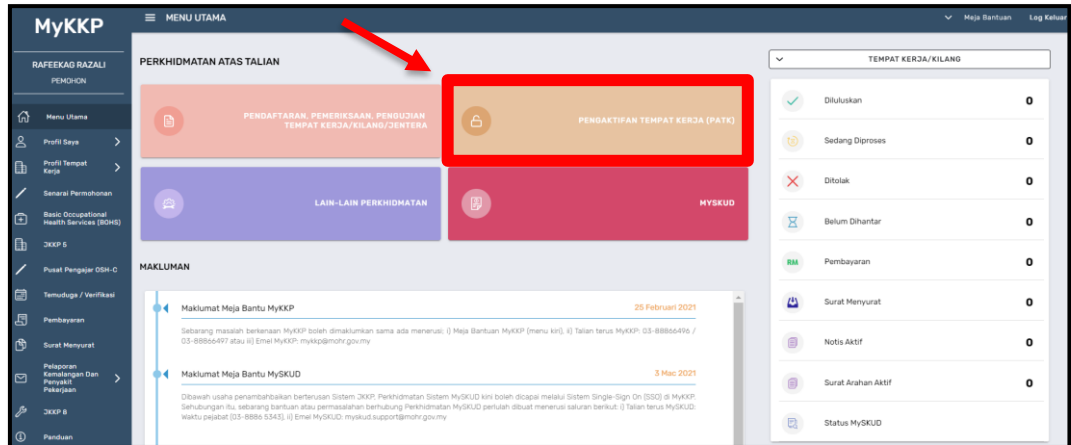 MyKKP
MENU UTAMA
Meja Bantuan
Log Keluar
RAFEEKAG RAZALI
PEMOHON
Menu Utama
Profil Saya
Profil Tempat
Kerja
Senarai Permohonan
Basic Occupational
Health Services (BOHS)
JKKP 5
Pusat Pengajar OSH-C
Temuduga / Verifikasi
Pembayaran
Surat Menyurat
Pelaporan
Kemalangan Dan
Penyakit
Pekerjaan
JKKP 8
Panduan
PERKHIDMATAN ATAS TALIAN
PENDAFTARAN, PEMERIKSAAN, PENGUJIAN
TEMPAT KERJA/KILANG/JENTERA
PENGAKTIFAN TEMPAT KERJA (PATK)
LAIN-LAIN PERKHIDMATAN
MYSKUD
MAKLUMAN
Maklumat Meja Bantu MyKKP
25 Februari 2021
Sebarang masalah berkenaan MyKKP boleh dimaklumkan sama ada menerusi: i) Meja Bantuan MyKKP (menu kiri), ii) Talian terus MyKKP: 03-88866496 /
03-88866497 atau iii) Emel MyKKP: mykkp@mohr.gov.my
Maklumat Meja Bantu MySKUD
3 Mac 2021
Dibawah usaha penambahbaikan berterusan Sistem JKKP, Perkhidmatan Sistem MySKUD kini boleh dicapai melalui Sistem Single-Sign On (SSO) di MyKKP.
Sehubungan itu, sebarang bantuan atau permasalahan berhubung Perkhidmatan MySKUD perlulah dibuat menerusi saluran berikut: i) Talian terus MySKUD:
Waktu pejabat (03-8886 5343), ii) Emel MySKUD: myskud.support@mohr.gov.my
TEMPAT KERJA/KILANG
Diluluskan 0
Sedang Diproses 0
Ditolak 0
Belum Dihantar 0
RM Pembayaran 0
Surat Menyurat 0
Notis Aktif 0
Surat Arahan Aktif 0
Status MySKUD